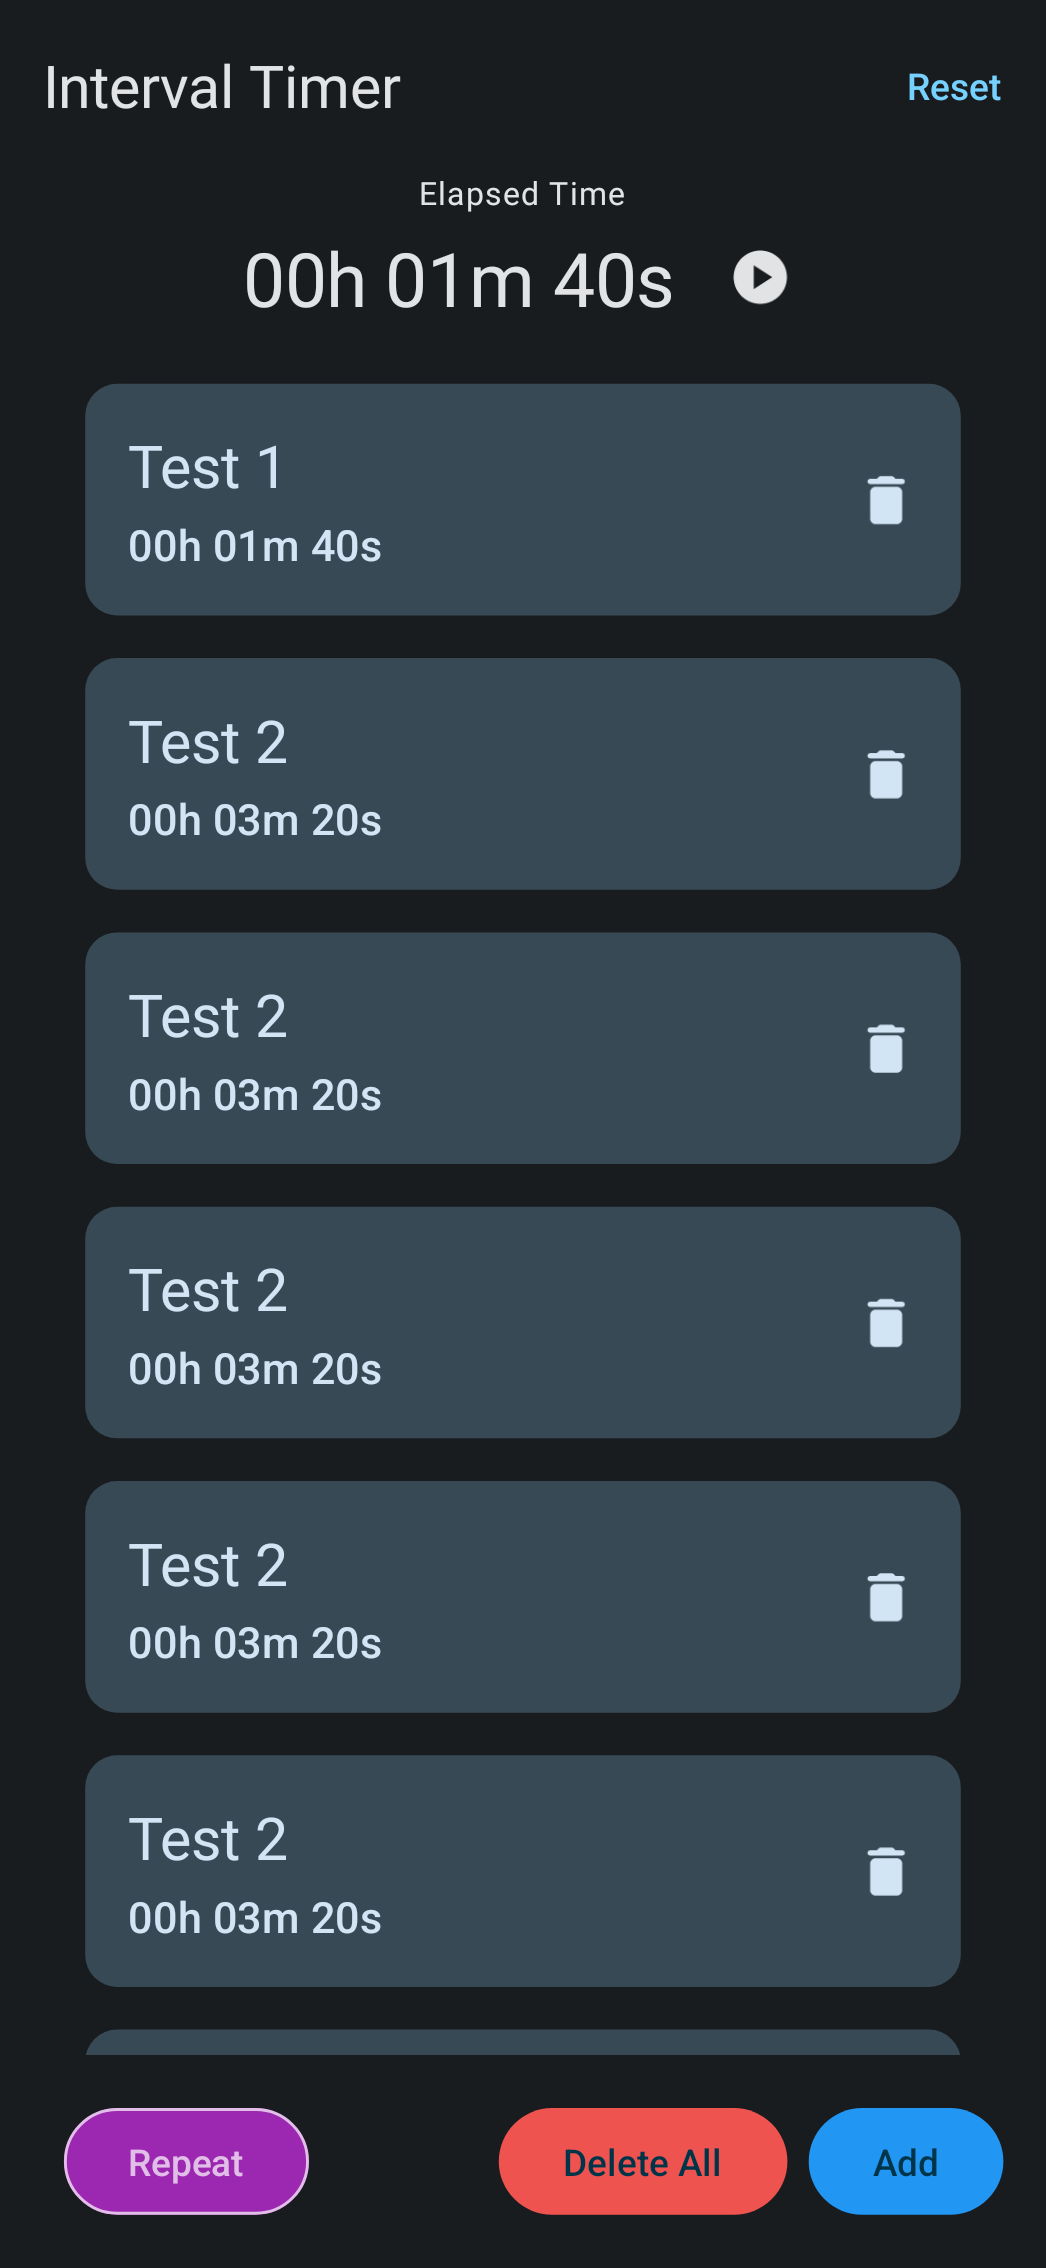 Interval Timer
Reset
Elapsed Time
00h 01m 40s
Test 1
00h 01m 40s
Test 2
00h 03m 20s
Test 2
00h 03m 20s
Test 2
00h 03m 20s
Test 2
00h 03m 20s
Test 2
00h 03m 20s
Repeat
Delete All
Add